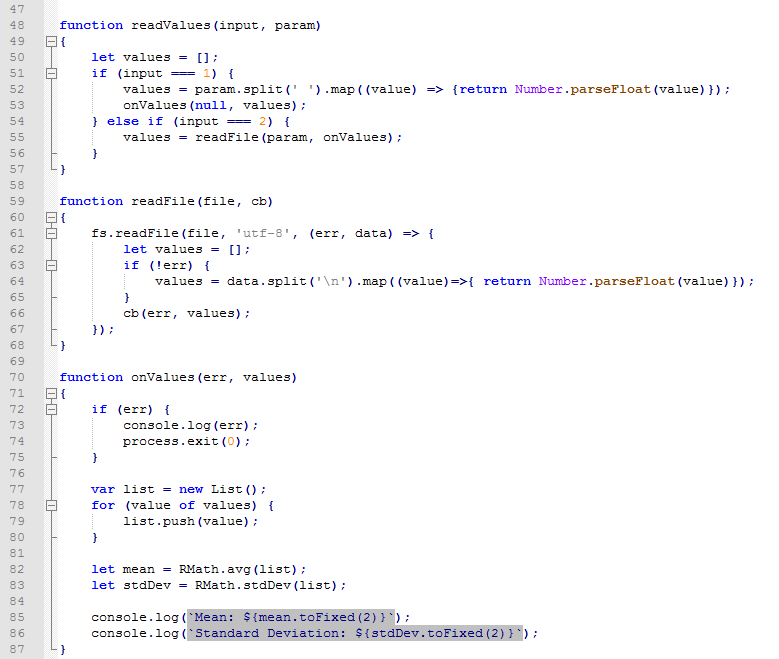 47
48 function readValues(input, param)
49 {
50     let values = [];
51     if (input === 1) {
52         values = param.split(' ').map((value) => {return Number.parseFloat(value)});
53         onValues(null, values);
54     } else if (input === 2) {
55         values = readFile(param, onValues);
56     }
57 }
58
59 function readFile(file, cb)
60 {
61     fs.readFile(file, 'utf-8', (err, data) => {
62         let values = [];
63         if (!err) {
64             values = data.split('\n').map((value)=>{ return Number.parseFloat(value)});
65         }
66         cb(err, values);
67     });
68 }
69
70 function onValues(err, values)
71 {
72     if (err) {
73         console.log(err);
74         process.exit(0);
75     }
76
77     var list = new List();
78     for (value of values) {
79         list.push(value);
80     }
81
82     let mean = RMath.avg(list);
83     let stdDev = RMath.stdDev(list);
84
85     console.log(`Mean: ${mean.toFixed(2)}`);
86     console.log(`Standard Deviation: ${stdDev.toFixed(2)}`);
87 }